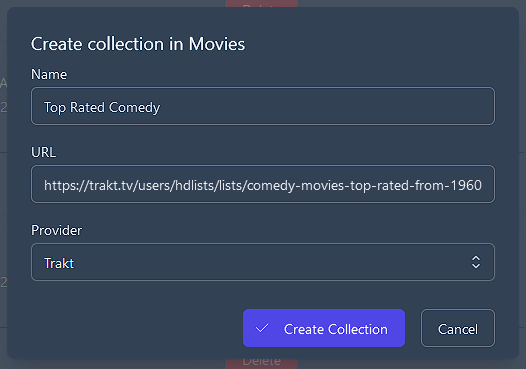 Delete
Create collection in Movies
Name
Top Rated Comedy
URL
https://trakt.tv/users/hdlists/lists/comedy-movies-top-rated-from-1960
Provider
Trakt
Create Collection
Cancel
Delete